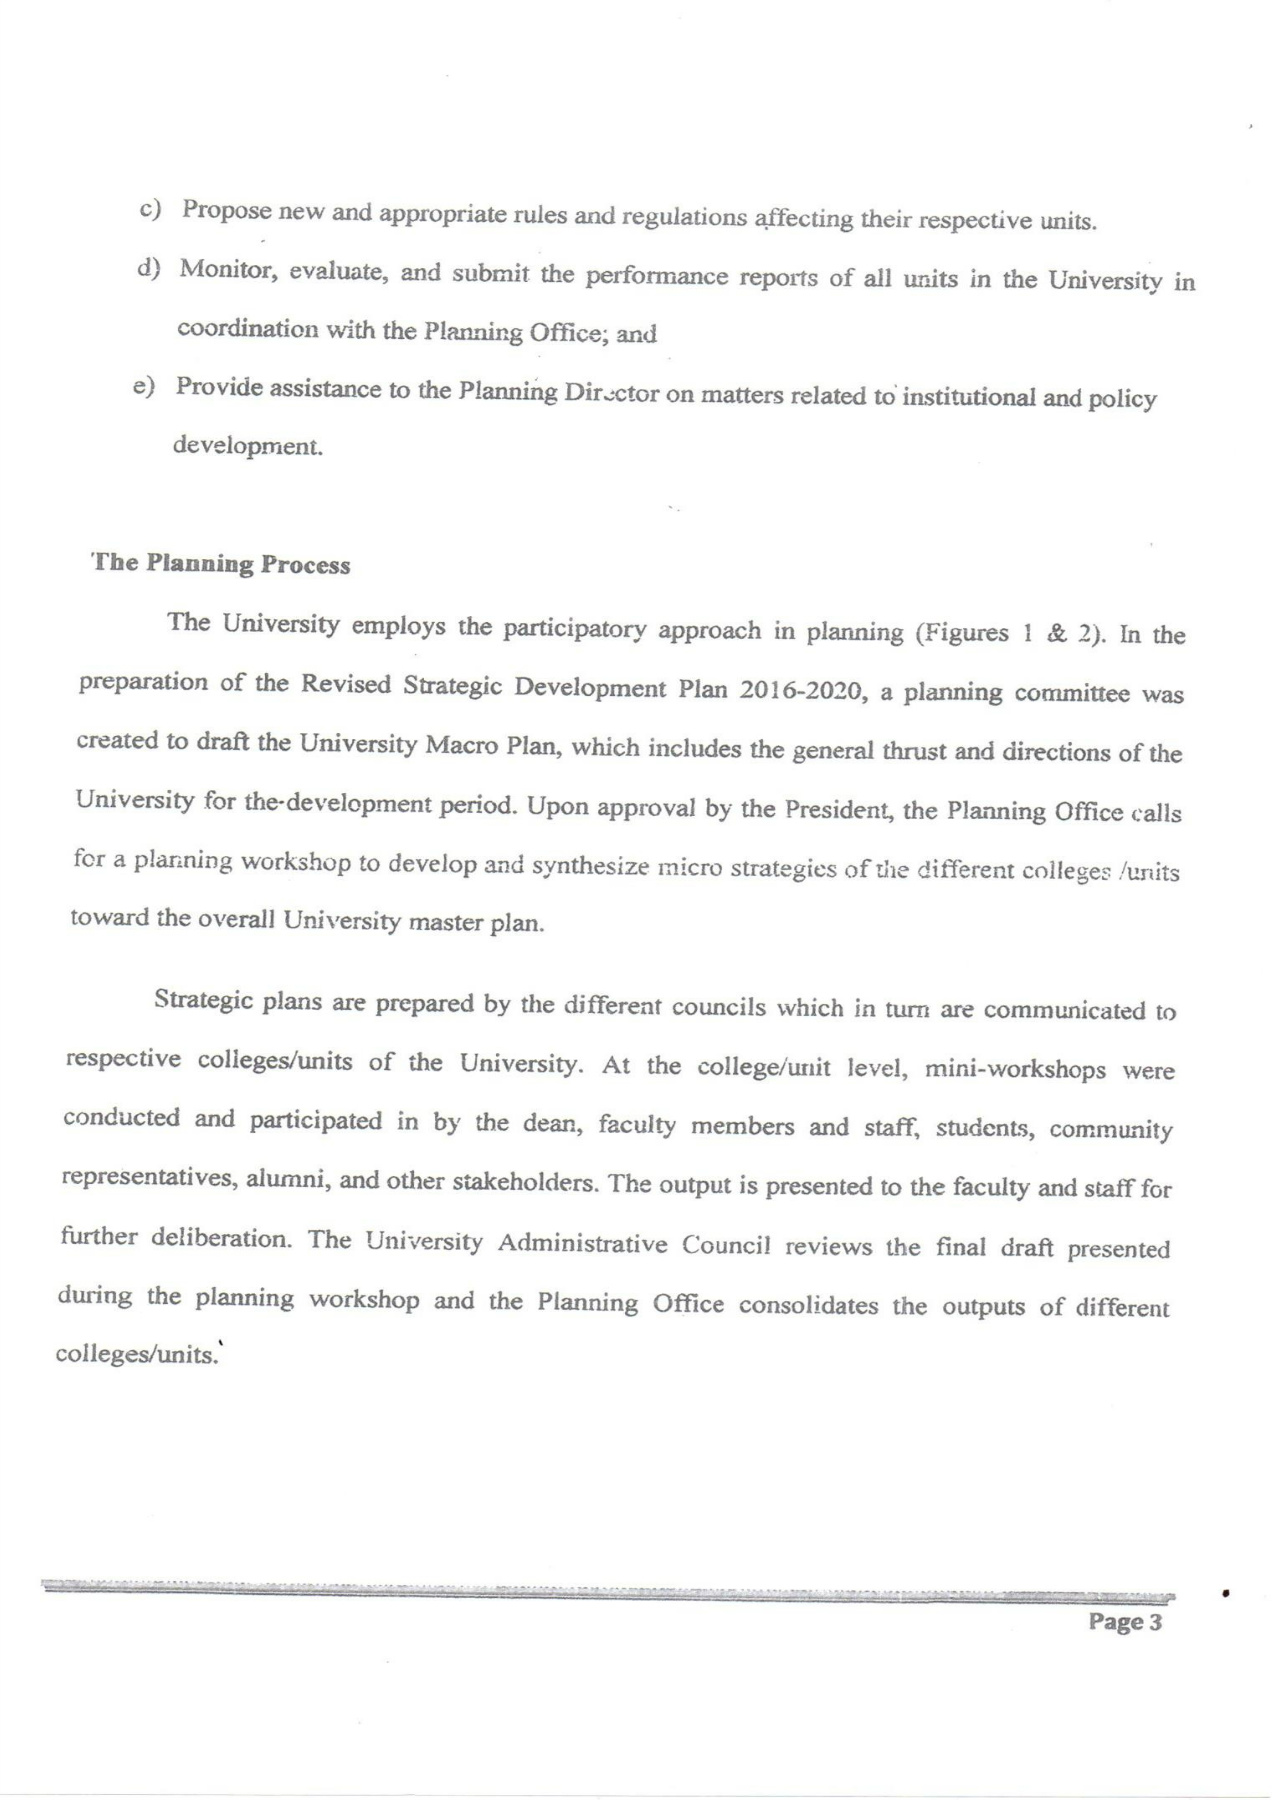 c) Propose new and appropriate rules and regulations affecting their respective units.
d) Monitor, evaluate, and submit the performance reports of all units in the University in
coordination with the Planning Office; and
e) Provide assistance to the Planning Director on matters related to institutional and policy
development.
The Planning Process
The University employs the participatory approach in planning (Figures 1 & 2). In the
preparation of the Revised Strategic Development Plan 2016-2020, a planning committee was
created to draft the University Macro Plan, which includes the general thrust and directions of the
University for the development period. Upon approval by the President, the Planning Office calls
for a planning workshop to develop and synthesize micro strategies of the different colleges /units
toward the overall University master plan.
Strategic plans are prepared by the different councils which in turn are communicated to
respective colleges/units of the University. At the college/unit level, mini-workshops were
conducted and participated in by the dean, faculty members and staff, students, community
representatives, alumni, and other stakeholders. The output is presented to the faculty and staff for
further deliberation. The University Administrative Council reviews the final draft presented
during the planning workshop and the Planning Office consolidates the outputs of different
colleges/units.
Page 3